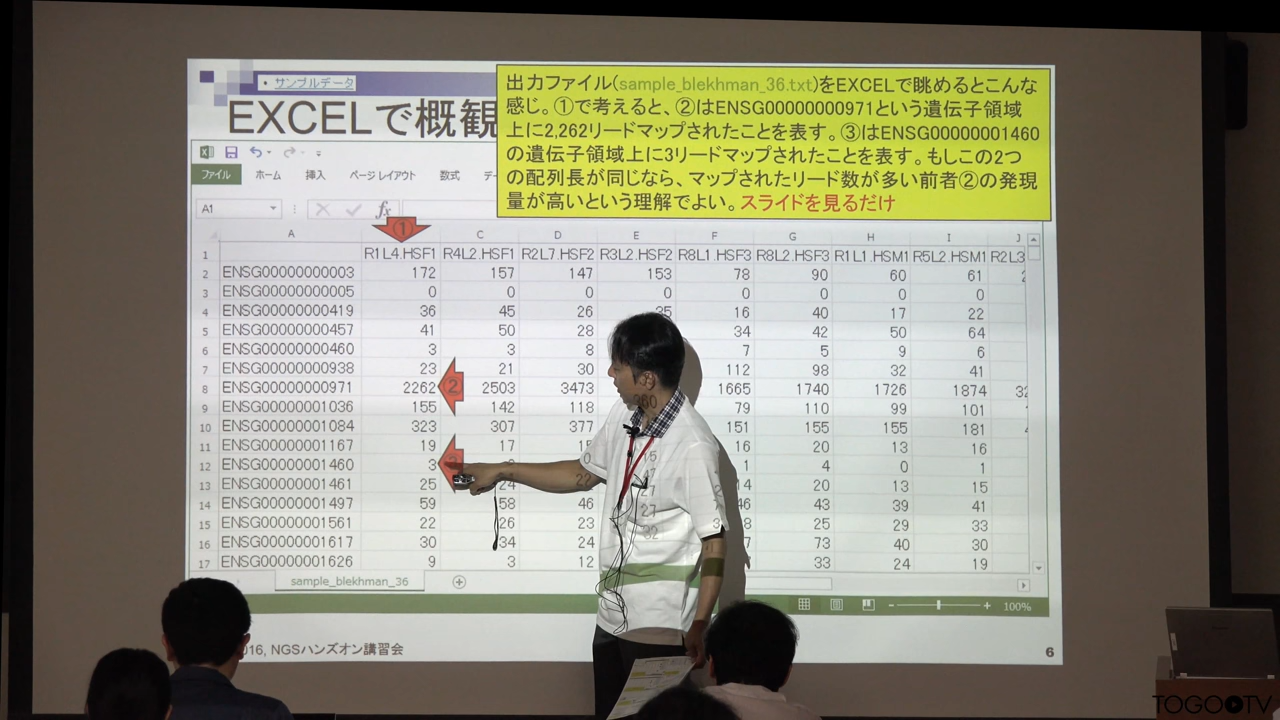 • サンプルデータ
EXCELで概観
出力ファイル(sample_blekhman_36.txt)をEXCELで眺めるとこんな
感じ。①で考えると、②はENSG00000000971という遺伝子領域
上に2,262リードマップされたことを表す。③はENSG00000001460
の遺伝子領域上に3リードマップされたことを表す。もしこの2つ
の配列長が同じなら、マップされたリード数が多い前者②の発現
量が高いという理解でよい。スライドを見るだけ
ファイル ホーム 挿入 ページ レイアウト 数式
A1 fx
①
A C D E F G H I J
1 R1L4.HSF1 R4L2.HSF1 R2L7.HSF2 R3L2.HSF2 R8L1.HSF3 R8L2.HSF3 R1L1.HSM1 R5L2.HSM1 R2L3
2 ENSG00000000003 172 157 147 153 78 90 60 61
3 ENSG00000000005 0 0 0 0 0 0 0 0
4 ENSG00000000419 36 45 26 35 16 40 17 22
5 ENSG00000000457 41 50 28 34 42 50 64
6 ENSG00000000460 3 3 8 7 5 9 6
7 ENSG00000000938 23 21 30 112 98 32 41
8 ENSG00000000971 2262 ② 2503 3473 1665 1740 1726 1874
9 ENSG00000001036 155 142 118 360 79 110 99 101
10 ENSG00000001084 323 307 377 151 155 155 181
11 ENSG00000001167 19 17 16 20 13 16
12 ENSG00000001460 3 1 4 0 1
13 ENSG00000001461 25 24 20 13 15
14 ENSG00000001497 59 58 46 27 46 43 39 41
15 ENSG00000001561 22 26 23 32 25 29 33
16 ENSG00000001617 30 34 24 73 40 30
17 ENSG00000001626 9 3 12 33 24 19
sample_blekhman_36
100%
016, NGSハンズオン講習会
6
TOGOTV